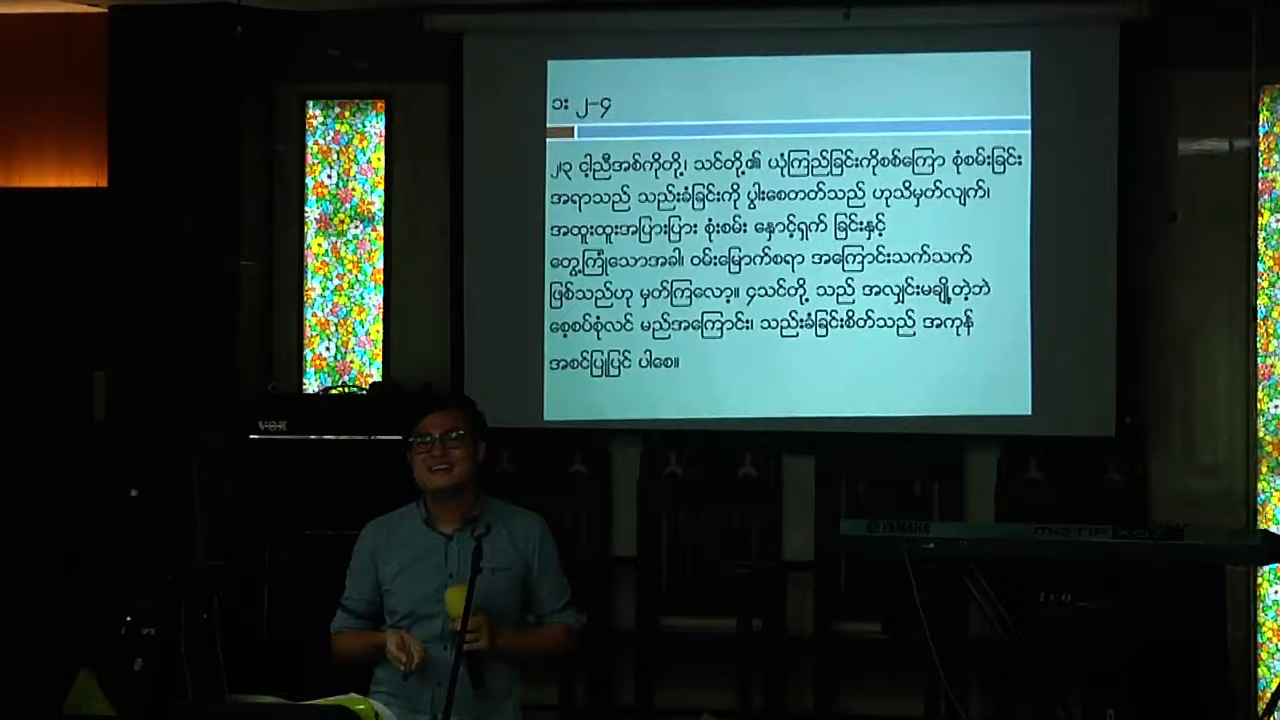 ၁း ၂-၄
၂၊၃ ငါ့ညီအစ်ကိုတို့၊ သင်တို့၏ ယုံကြည်ခြင်းကိုစစ်ကြော စုံစမ်းခြင်း
အရာသည် သည်းခံခြင်းကို ပွါးစေတတ်သည် ဟုသိမှတ်လျက်၊
အထူးထူးအပြားပြား စုံးစမ်း နှောင့်ရှက် ခြင်းနှင့်
တွေ့ကြုံသောအခါ၊ ဝမ်းမြောက်စရာ အကြောင်းသက်သက်
ဖြစ်သည်ဟု မှတ်ကြလော့။ ၄သင်တို့ သည် အလျှင်းမချို့တဲ့ဘဲ
စေ့စပ်စုံလင် မည်အကြောင်း၊ သည်းခံခြင်းစိတ်သည် အကုန်
အစင်ပြုပြင် ပါစေ။
VOX
YAMAHA
MOTIF